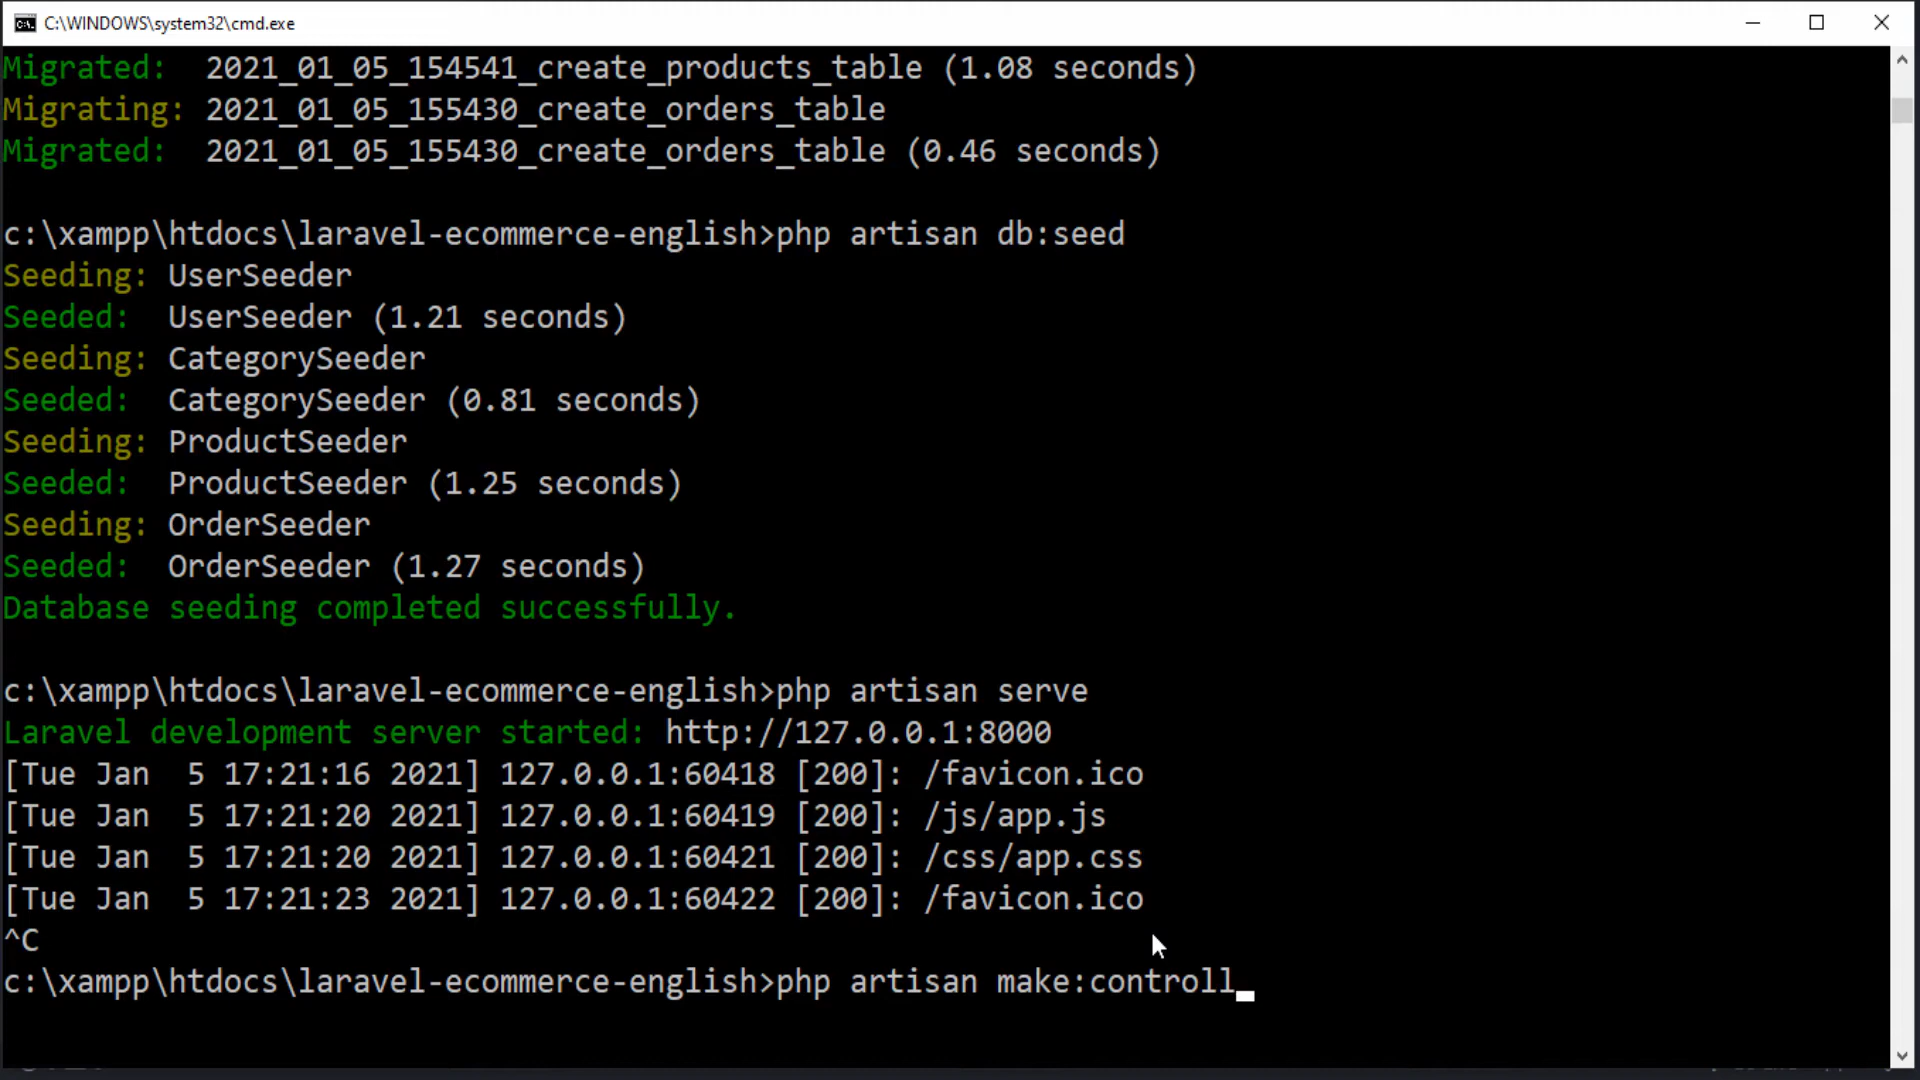 C:\WINDOWS\system32\cmd.exe
Migrated:  2021_01_05_154541_create_products_table (1.08 seconds)
Migrating: 2021_01_05_155430_create_orders_table
Migrated:  2021_01_05_155430_create_orders_table (0.46 seconds)
c:\xampp\htdocs\laravel-ecommerce-english>php artisan db:seed
Seeding: UserSeeder
Seeded:  UserSeeder (1.21 seconds)
Seeding: CategorySeeder
Seeded:  CategorySeeder (0.81 seconds)
Seeding: ProductSeeder
Seeded:  ProductSeeder (1.25 seconds)
Seeding: OrderSeeder
Seeded:  OrderSeeder (1.27 seconds)
Database seeding completed successfully.
c:\xampp\htdocs\laravel-ecommerce-english>php artisan serve
Laravel development server started: http://127.0.0.1:8000
[Tue Jan  5 17:21:16 2021] 127.0.0.1:60418 [200]: /favicon.ico
[Tue Jan  5 17:21:20 2021] 127.0.0.1:60419 [200]: /js/app.js
[Tue Jan  5 17:21:20 2021] 127.0.0.1:60421 [200]: /css/app.css
[Tue Jan  5 17:21:23 2021] 127.0.0.1:60422 [200]: /favicon.ico
^C
c:\xampp\htdocs\laravel-ecommerce-english>php artisan make:controll